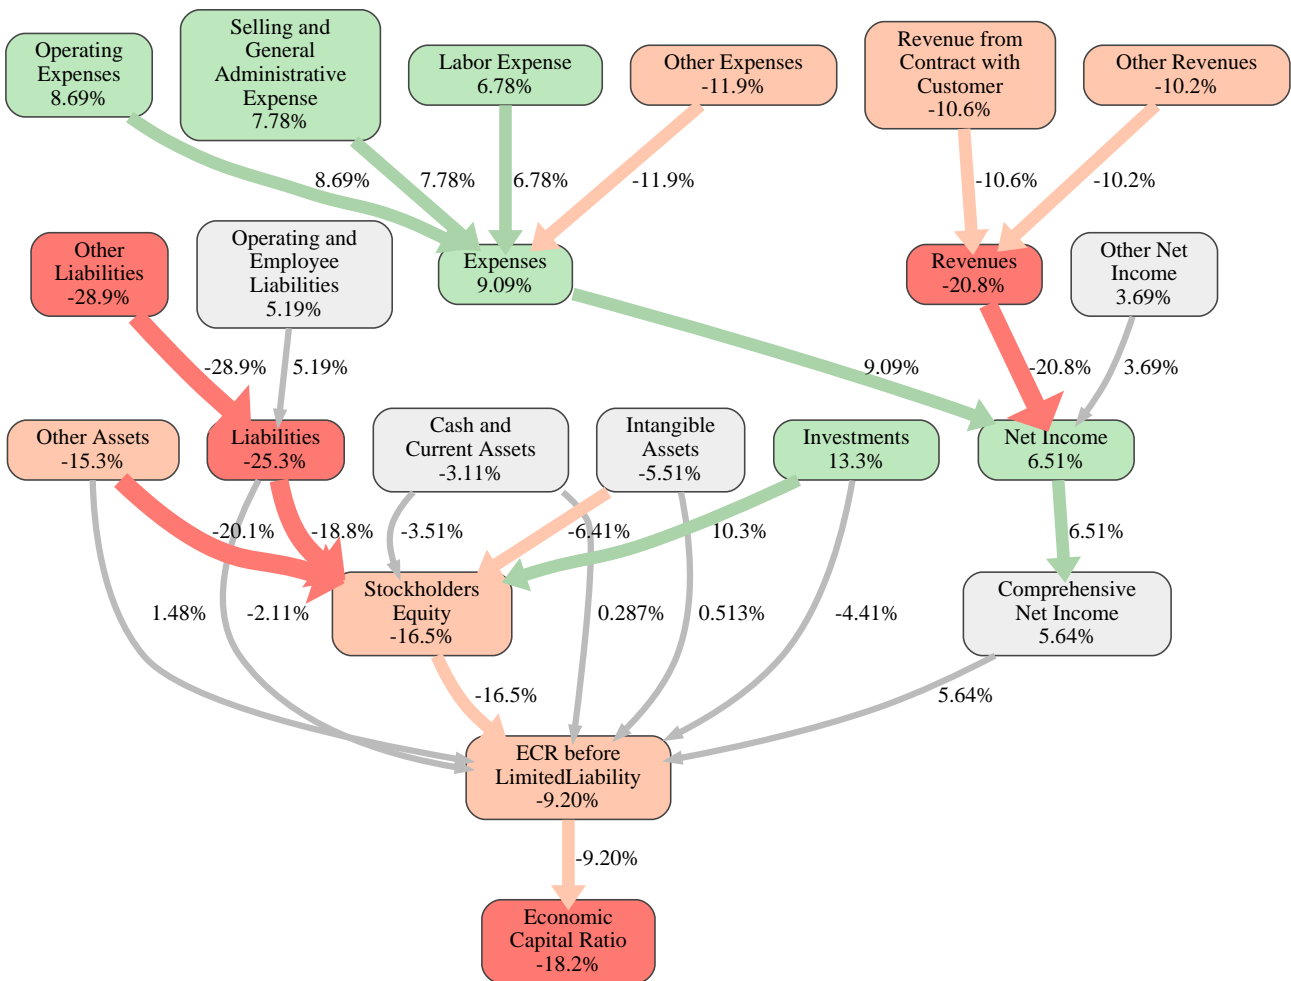 Operating
Expenses
8.69%
Selling and
General
Administrative
Expense
7.78%
Labor Expense
6.78%
Other Expenses
-11.9%
Revenue from
Contract with
Customer
-10.6%
Other Revenues
-10.2%
8.69%
7.78%
6.78%
-11.9%
-10.6%
-10.2%
Other
Liabilities
-28.9%
Operating and
Employee
Liabilities
5.19%
Expenses
9.09%
Revenues
-20.8%
Other Net
Income
3.69%
-28.9%
5.19%
9.09%
-20.8%
3.69%
Other Assets
-15.3%
Liabilities
-25.3%
Cash and
Current Assets
-3.11%
Intangible
Assets
-5.51%
Investments
13.3%
Net Income
6.51%
-20.1%
-18.8%
-3.51%
-6.41%
10.3%
6.51%
1.48%
-2.11%
Stockholders
Equity
-16.5%
0.287%
0.513%
-4.41%
Comprehensive
Net Income
5.64%
-16.5%
5.64%
ECR before
LimitedLiability
-9.20%
-9.20%
Economic
Capital Ratio
-18.2%